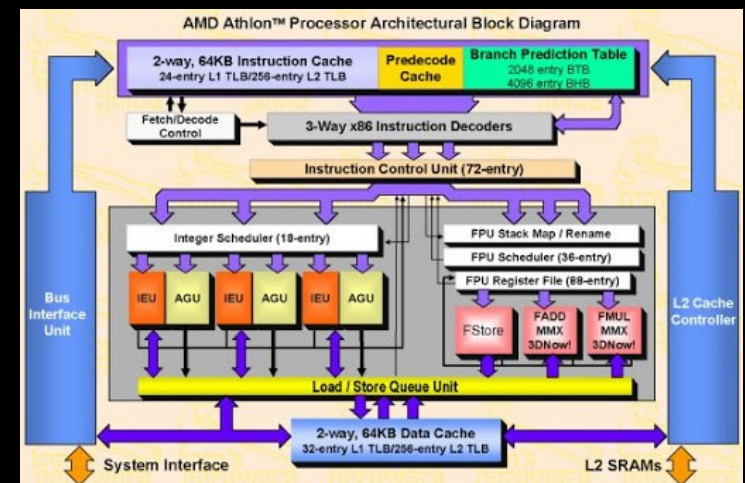 AMD Athlon™ Processor Architectural Block Diagram
2-way, 64KB Instruction Cache
24-entry L1 TLB/256-entry L2 TLB
Predecode
Cache
Branch Prediction Table
2048 entry BTB
4096 entry BHB
Fetch/Decode
Control
3-Way x86 Instruction Decoders
Instruction Control Unit (72-entry)
Integer Scheduler (18-entry)
FPU Stack Map / Rename
FPU Scheduler (36-entry)
FPU Register File (88-entry)
Bus
Interface
Unit
IEU
AGU
IEU
AGU
IEU
AGU
FStore
FADD
MMX
3DNow!
FMUL
MMX
3DNow!
L2 Cache
Controller
Load / Store Queue Unit
2-way, 64KB Data Cache
32-entry L1 TLB/256-entry L2 TLB
System Interface
L2 SRAMs